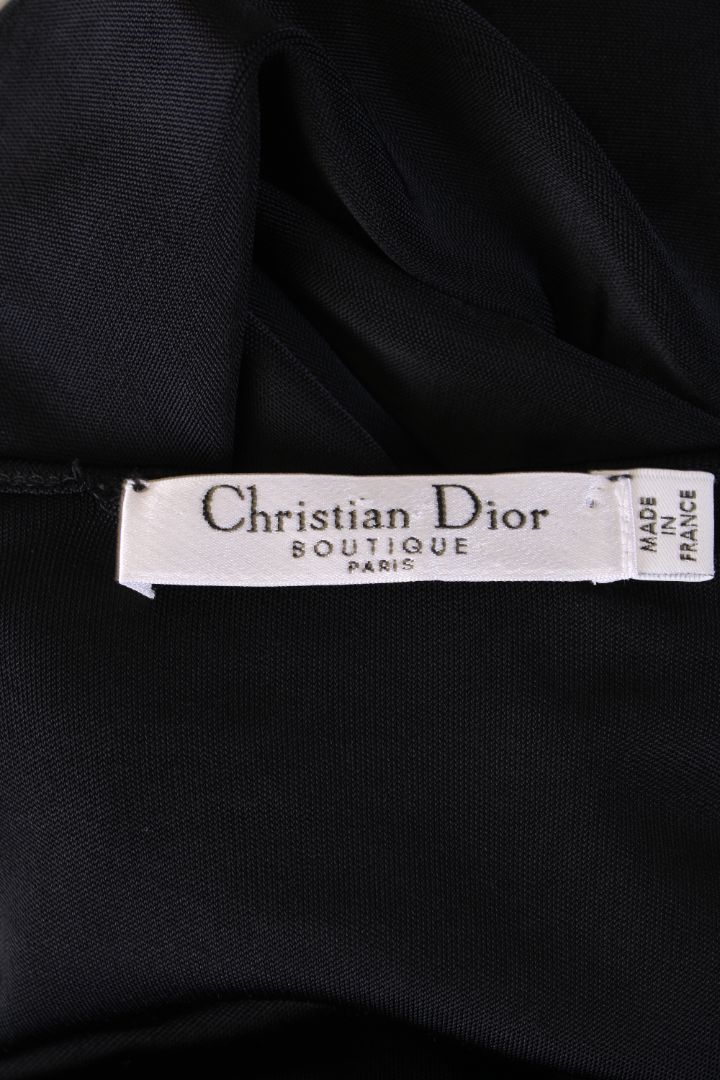 Christian Dior
BOUTIQUE
PARIS
MADE
IN
FRANCE